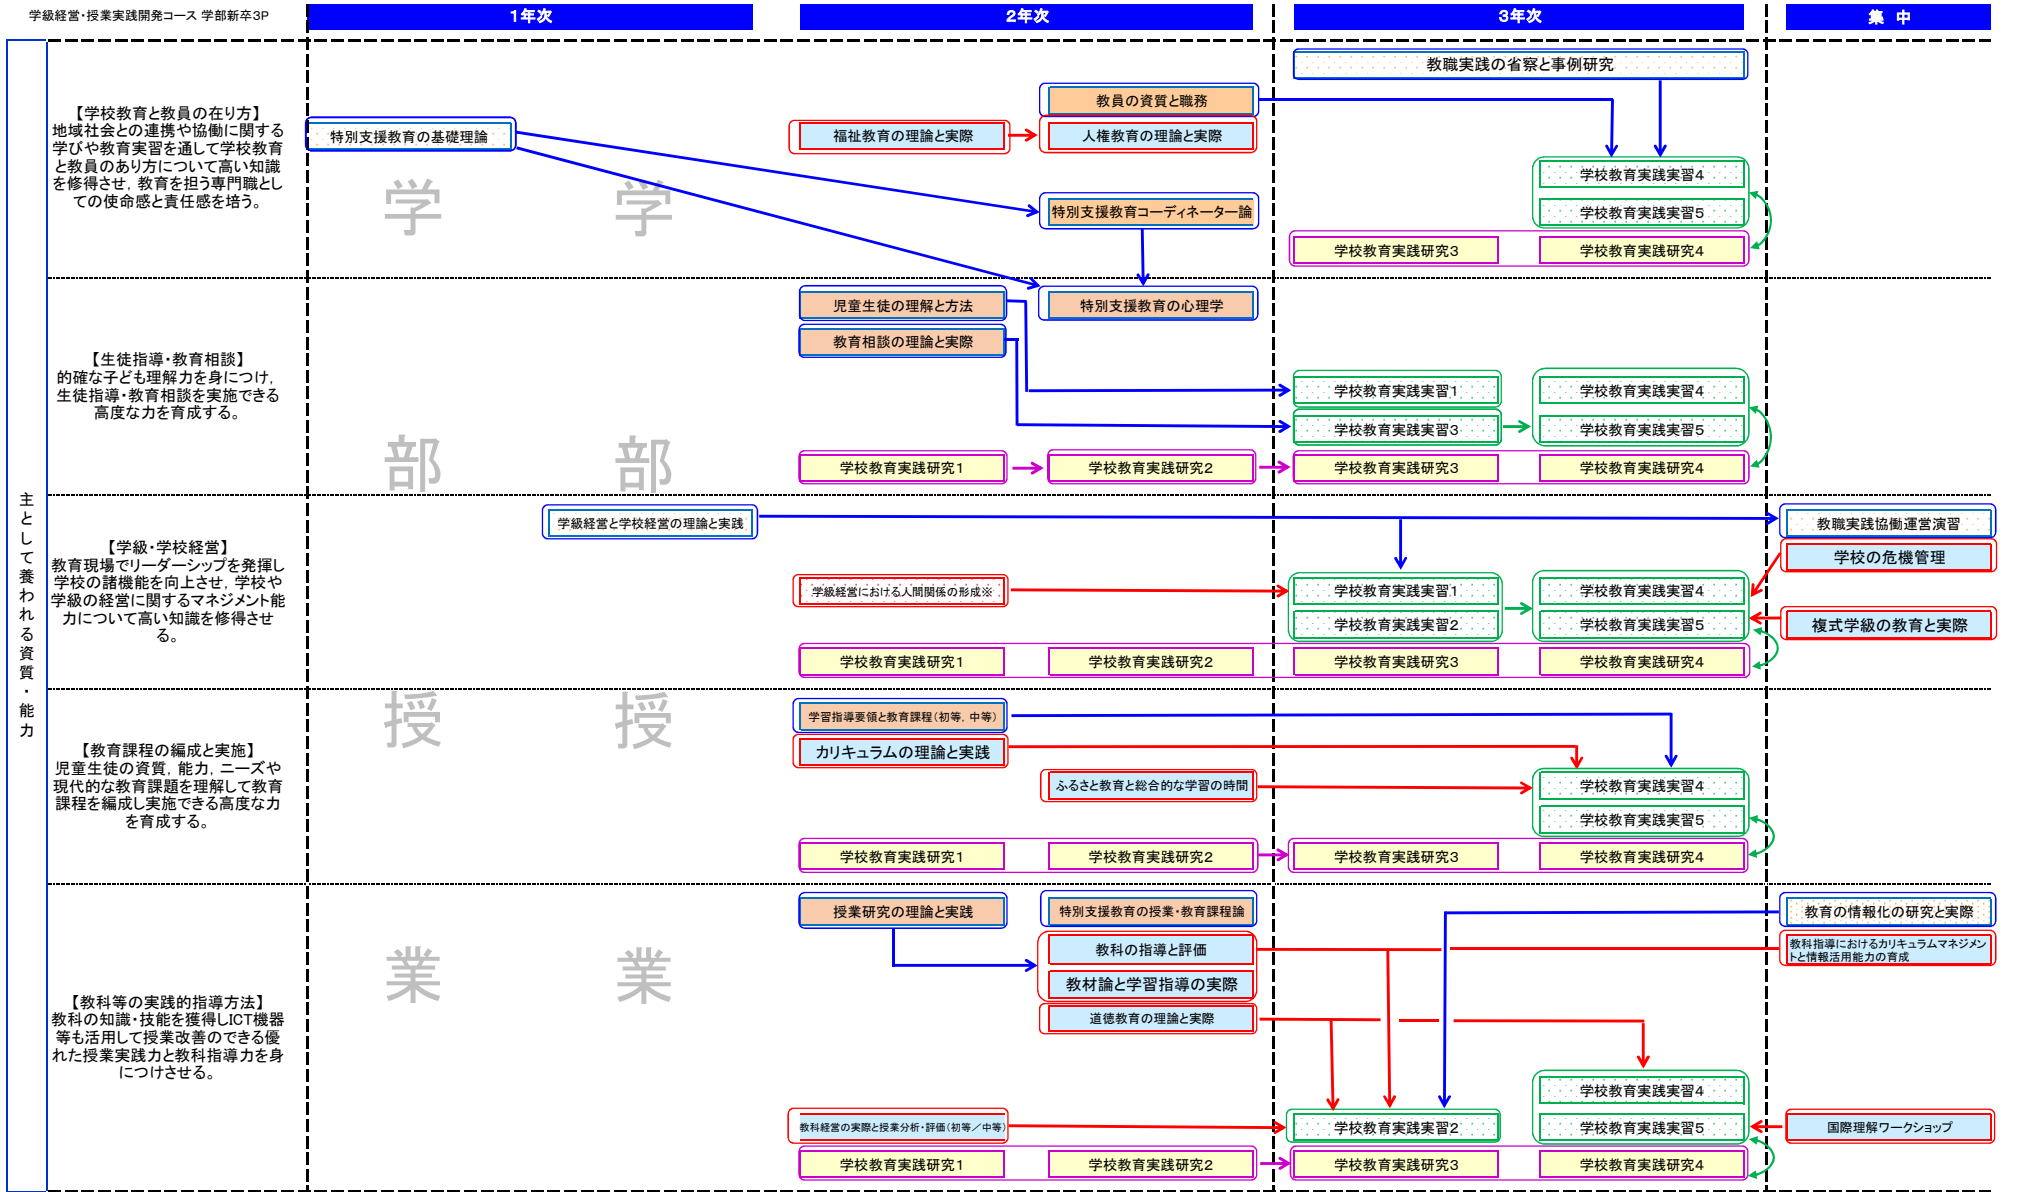 学級経営・授業実践開発コース 学部新卒3P
1年次
2年次
3年次
集 中
主として養われる資質・能力
【学校教育と教員の在り方】
地域社会との連携や協働に関する
学びや教育実習を通して学校教育
と教員のあり方について高い知識
を修得させ，教育を担う専門職とし
ての使命感と責任感を培う。
学
学
教職実践の省察と事例研究
教員の資質と職務
特別支援教育の基礎理論
福祉教育の理論と実際
人権教育の理論と実際
学校教育実践実習4
特別支援教育コーディネーター論
学校教育実践実習5
学校教育実践研究3
学校教育実践研究4
【生徒指導・教育相談】
的確な子ども理解力を身につけ，
生徒指導・教育相談を実施できる
高度な力を育成する。
部
部
児童生徒の理解と方法
特別支援教育の心理学
教育相談の理論と実際
学校教育実践実習1
学校教育実践実習4
学校教育実践実習3
学校教育実践実習5
学校教育実践研究1
学校教育実践研究2
学校教育実践研究3
学校教育実践研究4
【学級・学校経営】
教育現場でリーダーシップを発揮し
学校の諸機能を向上させ，学校や
学級の経営に関するマネジメント能
力について高い知識を修得させ
る。
学級経営と学校経営の理論と実践
教職実践協働運営演習
学校の危機管理
学級経営における人間関係の形成※
学校教育実践実習1
学校教育実践実習4
学校教育実践実習2
学校教育実践実習5
複式学級の教育と実際
学校教育実践研究1
学校教育実践研究2
学校教育実践研究3
学校教育実践研究4
【教育課程の編成と実施】
児童生徒の資質，能力，ニーズや
現代的な教育課題を理解して教育
課程を編成し実施できる高度な力
を育成する。
授
授
学習指導要領と教育課程（初等，中等）
カリキュラムの理論と実践
ふるさと教育と総合的な学習の時間
学校教育実践実習4
学校教育実践実習5
学校教育実践研究1
学校教育実践研究2
学校教育実践研究3
学校教育実践研究4
【教科等の実践的指導方法】
教科の知識・技能を獲得しICT機器
等も活用して授業改善のできる優
れた授業実践力と教科指導力を身
につけさせる。
業
業
授業研究の理論と実践
特別支援教育の授業・教育課程論
教育の情報化の研究と実際
教科の指導と評価
教科指導におけるカリキュラムマネジメン
トと情報活用能力の育成
教材論と学習指導の実際
道徳教育の理論と実際
学校教育実践実習4
教科経営の実際と授業分析・評価（初等／中等）
学校教育実践実習2
学校教育実践実習5
国際理解ワークショップ
学校教育実践研究1
学校教育実践研究2
学校教育実践研究3
学校教育実践研究4